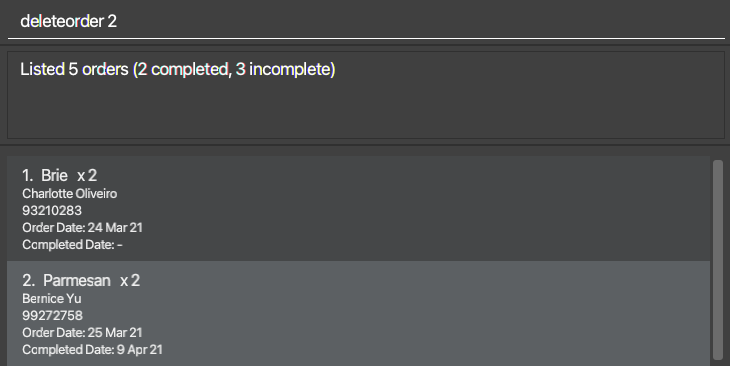 deleteorder 2
Listed 5 orders (2 completed, 3 incomplete)
1. Brie x 2
Charlotte Oliveiro
93210283
Order Date: 24 Mar 21
Completed Date: -
2. Parmesan x 2
Bernice Yu
99272758
Order Date: 25 Mar 21
Completed Date: 9 Apr 21